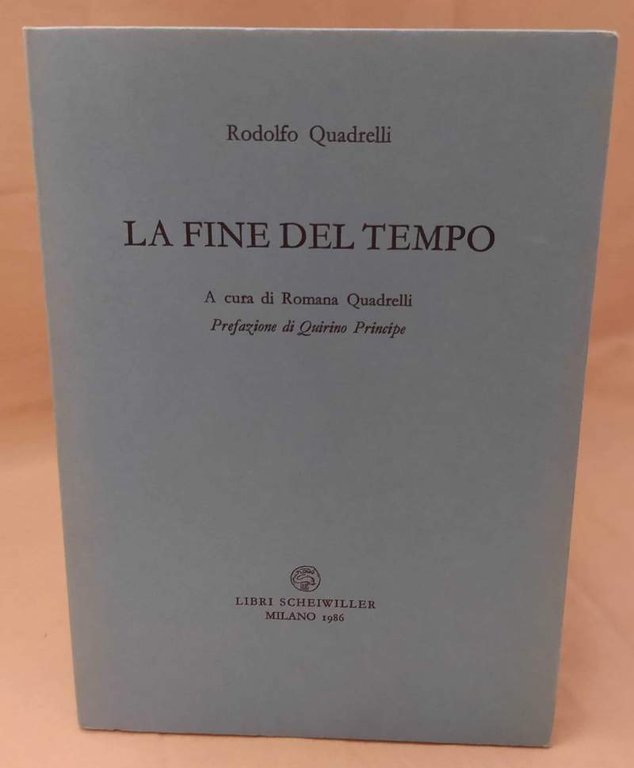 Rodolfo Quadrelli
LA FINE DEL TEMPO
A cura di Romana Quadrelli
Prefazione di Quirino Principe
LIBRI SCHEIWILLER
MILANO 1986